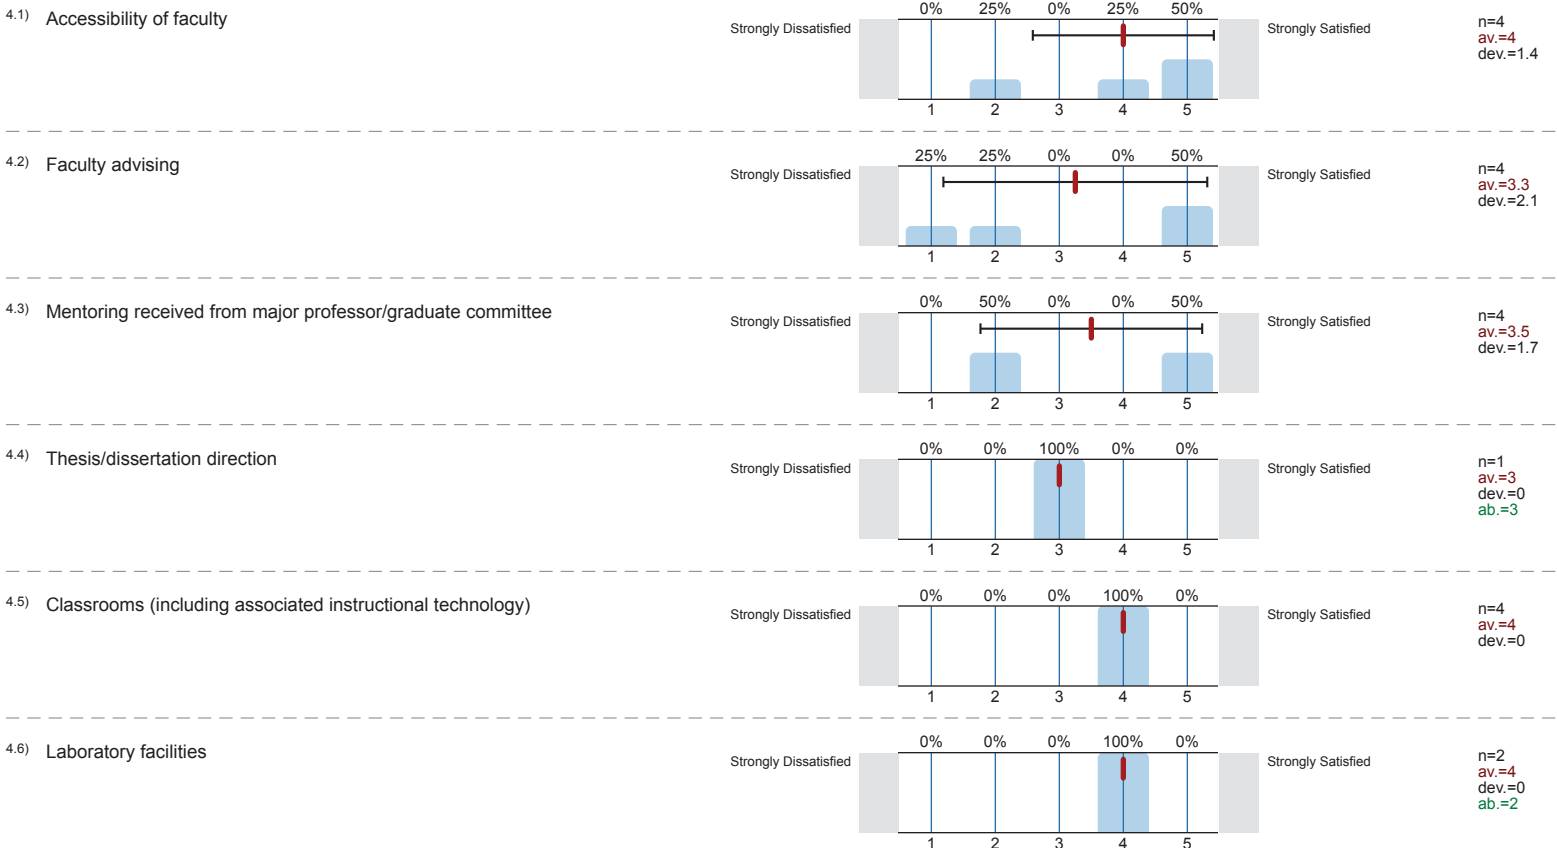 4.1) Accessibility of faculty
0% 25% 0% 25% 50%
Strongly Dissatisfied
Strongly Satisfied
n=4
av.=4
dev.=1.4
1 2 3 4 5
4.2) Faculty advising
25% 25% 0% 0% 50%
Strongly Dissatisfied
Strongly Satisfied
n=4
av.=3.3
dev.=2.1
1 2 3 4 5
4.3) Mentoring received from major professor/graduate committee
0% 50% 0% 0% 50%
Strongly Dissatisfied
Strongly Satisfied
n=4
av.=3.5
dev.=1.7
1 2 3 4 5
4.4) Thesis/dissertation direction
0% 0% 100% 0% 0%
Strongly Dissatisfied
Strongly Satisfied
n=1
av.=3
dev.=0
ab.=3
1 2 3 4 5
4.5) Classrooms (including associated instructional technology)
0% 0% 0% 100% 0%
Strongly Dissatisfied
Strongly Satisfied
n=4
av.=4
dev.=0
1 2 3 4 5
4.6) Laboratory facilities
0% 0% 0% 100% 0%
Strongly Dissatisfied
Strongly Satisfied
n=2
av.=4
dev.=0
ab.=2
1 2 3 4 5